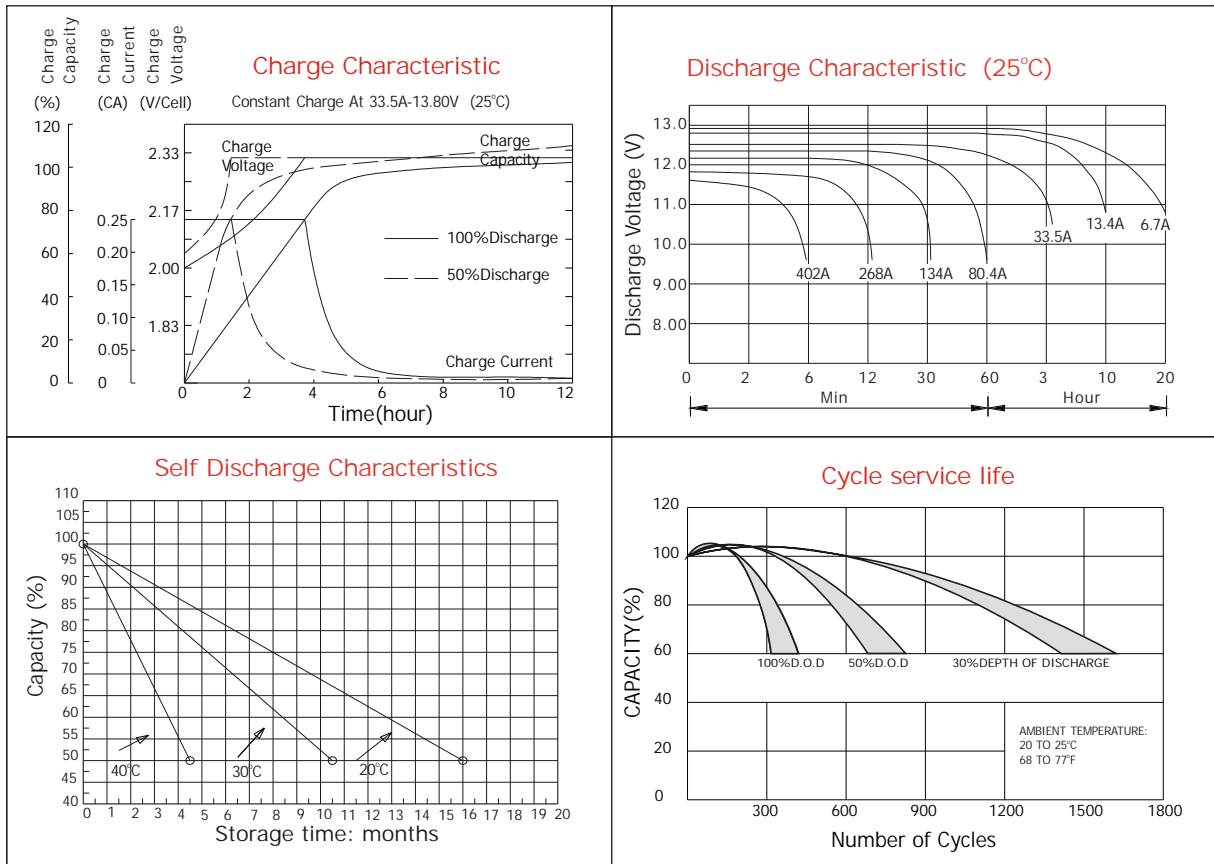 Charge Capacity
Charge Current
Charge Voltage
(%)
(CA)
(V/Cell)
Charge Characteristic
Constant Charge At 33.5A-13.80V (25°C)
120
100
80
60
40
20
0
0.25
0.20
0.15
0.10
0.05
0
2.33
2.17
2.00
1.83
Charge Voltage
Charge Capacity
100%Discharge
50%Discharge
Charge Current
0 2 4 6 8 10 12
Time(hour)
Discharge Characteristic (25°C)
Discharge Voltage (V)
13.0
12.0
11.0
10.0
9.00
8.00
402A
268A
134A
80.4A
33.5A
13.4A
6.7A
0 2 6 12 30 60 3 10 20
Min
Hour
Self Discharge Characteristics
Capacity (%)
110
105
100
95
90
85
80
75
70
65
60
55
50
45
40
40°C
30°C
20°C
0 1 2 3 4 5 6 7 8 9 10 11 12 13 14 15 16 17 18 19 20
Storage time: months
Cycle service life
CAPACITY(%)
120
100
80
60
40
20
0
100%D.O.D
50%D.O.D
30%DEPTH OF DISCHARGE
AMBIENT TEMPERATURE:
20 TO 25°C
68 TO 77°F
300 600 900 1200 1500 1800
Number of Cycles